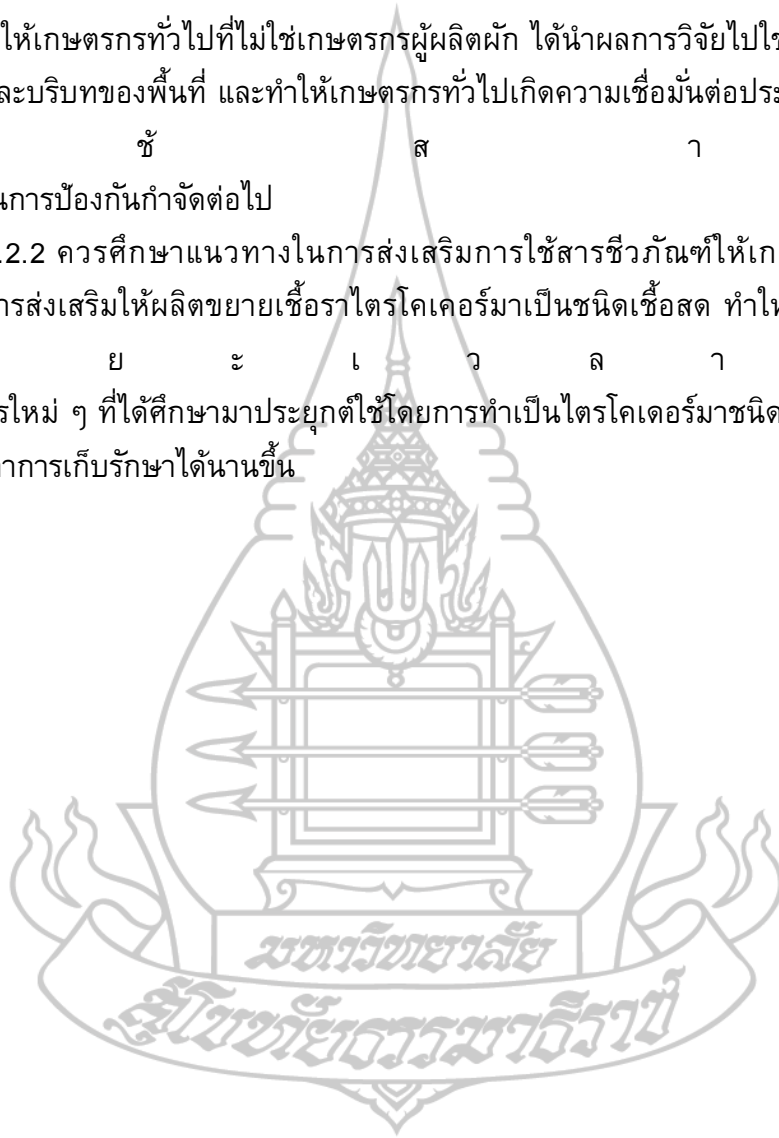 ให้เกษตรกรทั่วไปที่ไม่ใช่เกษตรกรผู้ผลิตผัก ได้นำผลการวิจัยไปใช
ละบริบทของพื้นที่ และทำให้เกษตรกรทั่วไปเกิดความเชื่อมั่นต่อประ
ช้ ส า
นการป้องกันกำจัดต่อไป
.2.2 ควรศึกษาแนวทางในการส่งเสริมการใช้สารชีวภัณฑ์ให้เก
ารส่งเสริมให้ผลิตขยายเชื้อราไตรโคเคอร์มาเป็นชนิดเชื้อสด ทำให
ย ะ เ ว ล า
รใหม่ ๆ ที่ได้ศึกษามาประยุกต์ใช้โดยการทำเป็นไตรโคเดอร์มาชนิด
าการเก็บรักษาได้นานขึ้น
มหาวิทยาลัย
สุโขทัยธรรมาธิราช